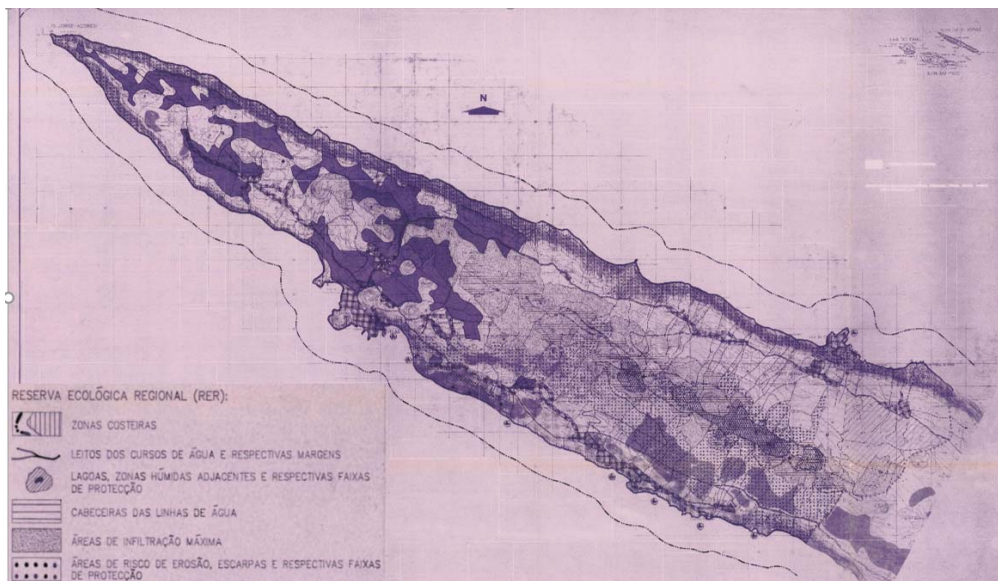 N
RESERVA ECOLÓGICA REGIONAL (RER):
ZONAS COSTEIRAS
LEITOS DOS CURSOS DE ÁGUA E RESPECTIVAS MARGENS
LAGOAS, ZONAS HÚMIDAS ADJACENTES E RESPECTIVAS FAIXAS
DE PROTECÇÃO
CABECEIRAS DAS LINHAS DE ÁGUA
ÁREAS DE INFILTRAÇÃO MÁXIMA
ÁREAS DE RISCO DE EROSÃO, ESCARPAS E RESPECTIVAS FAIXAS
DE PROTECÇÃO